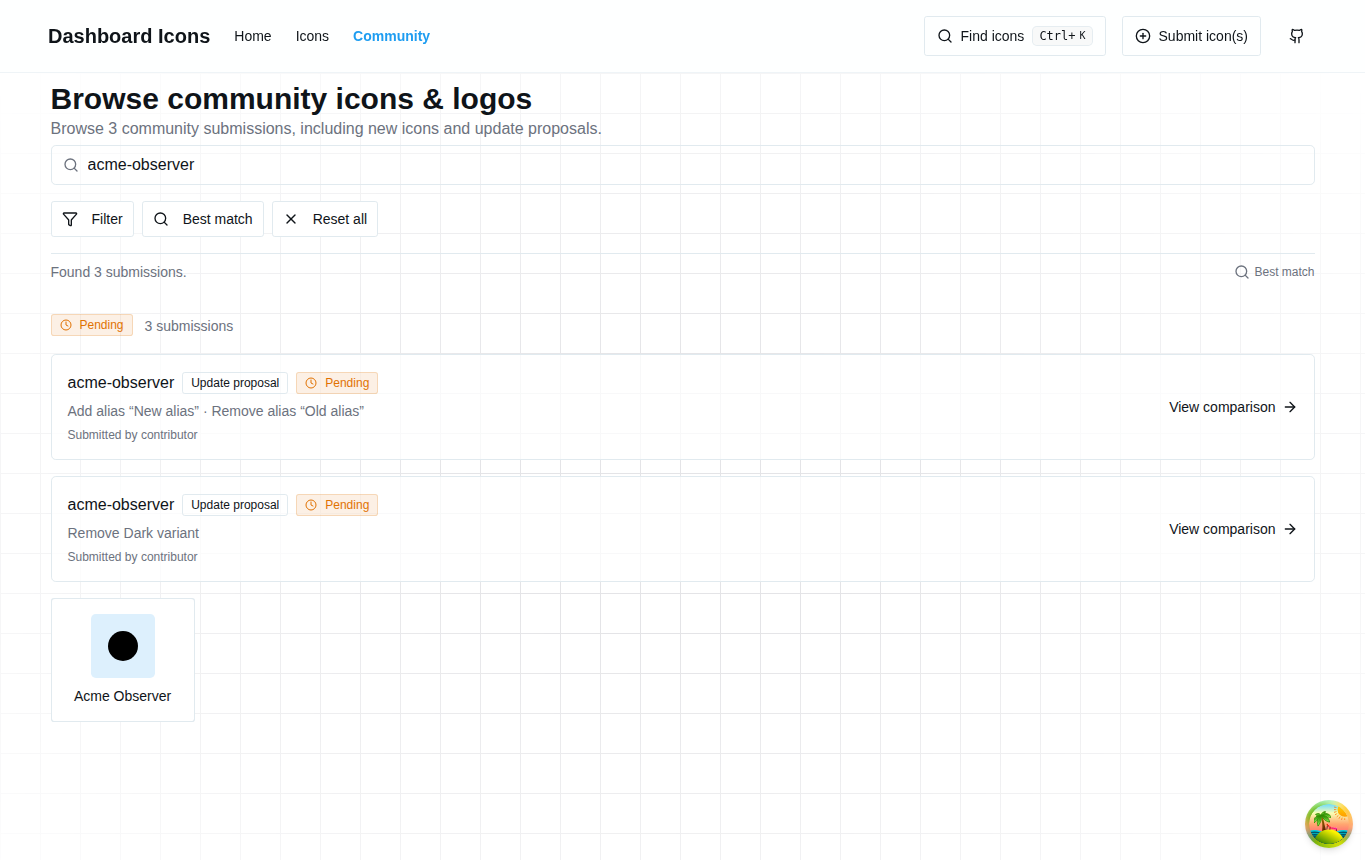 Dashboard Icons Home Icons Community Find icons Ctrl+ K Submit icon(s)
Browse community icons & logos
Browse 3 community submissions, including new icons and update proposals.
acme-observer
Filter Best match Reset all
Found 3 submissions. Best match
Pending 3 submissions
acme-observer Update proposal Pending
Add alias “New alias” · Remove alias “Old alias”
View comparison
Submitted by contributor
acme-observer Update proposal Pending
Remove Dark variant
View comparison
Submitted by contributor
Acme Observer